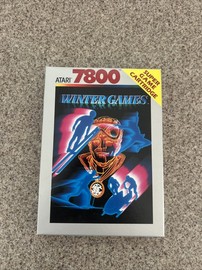 ATARI 7800
SUPER
GAME
CARTRIDGE
WINTER GAMES